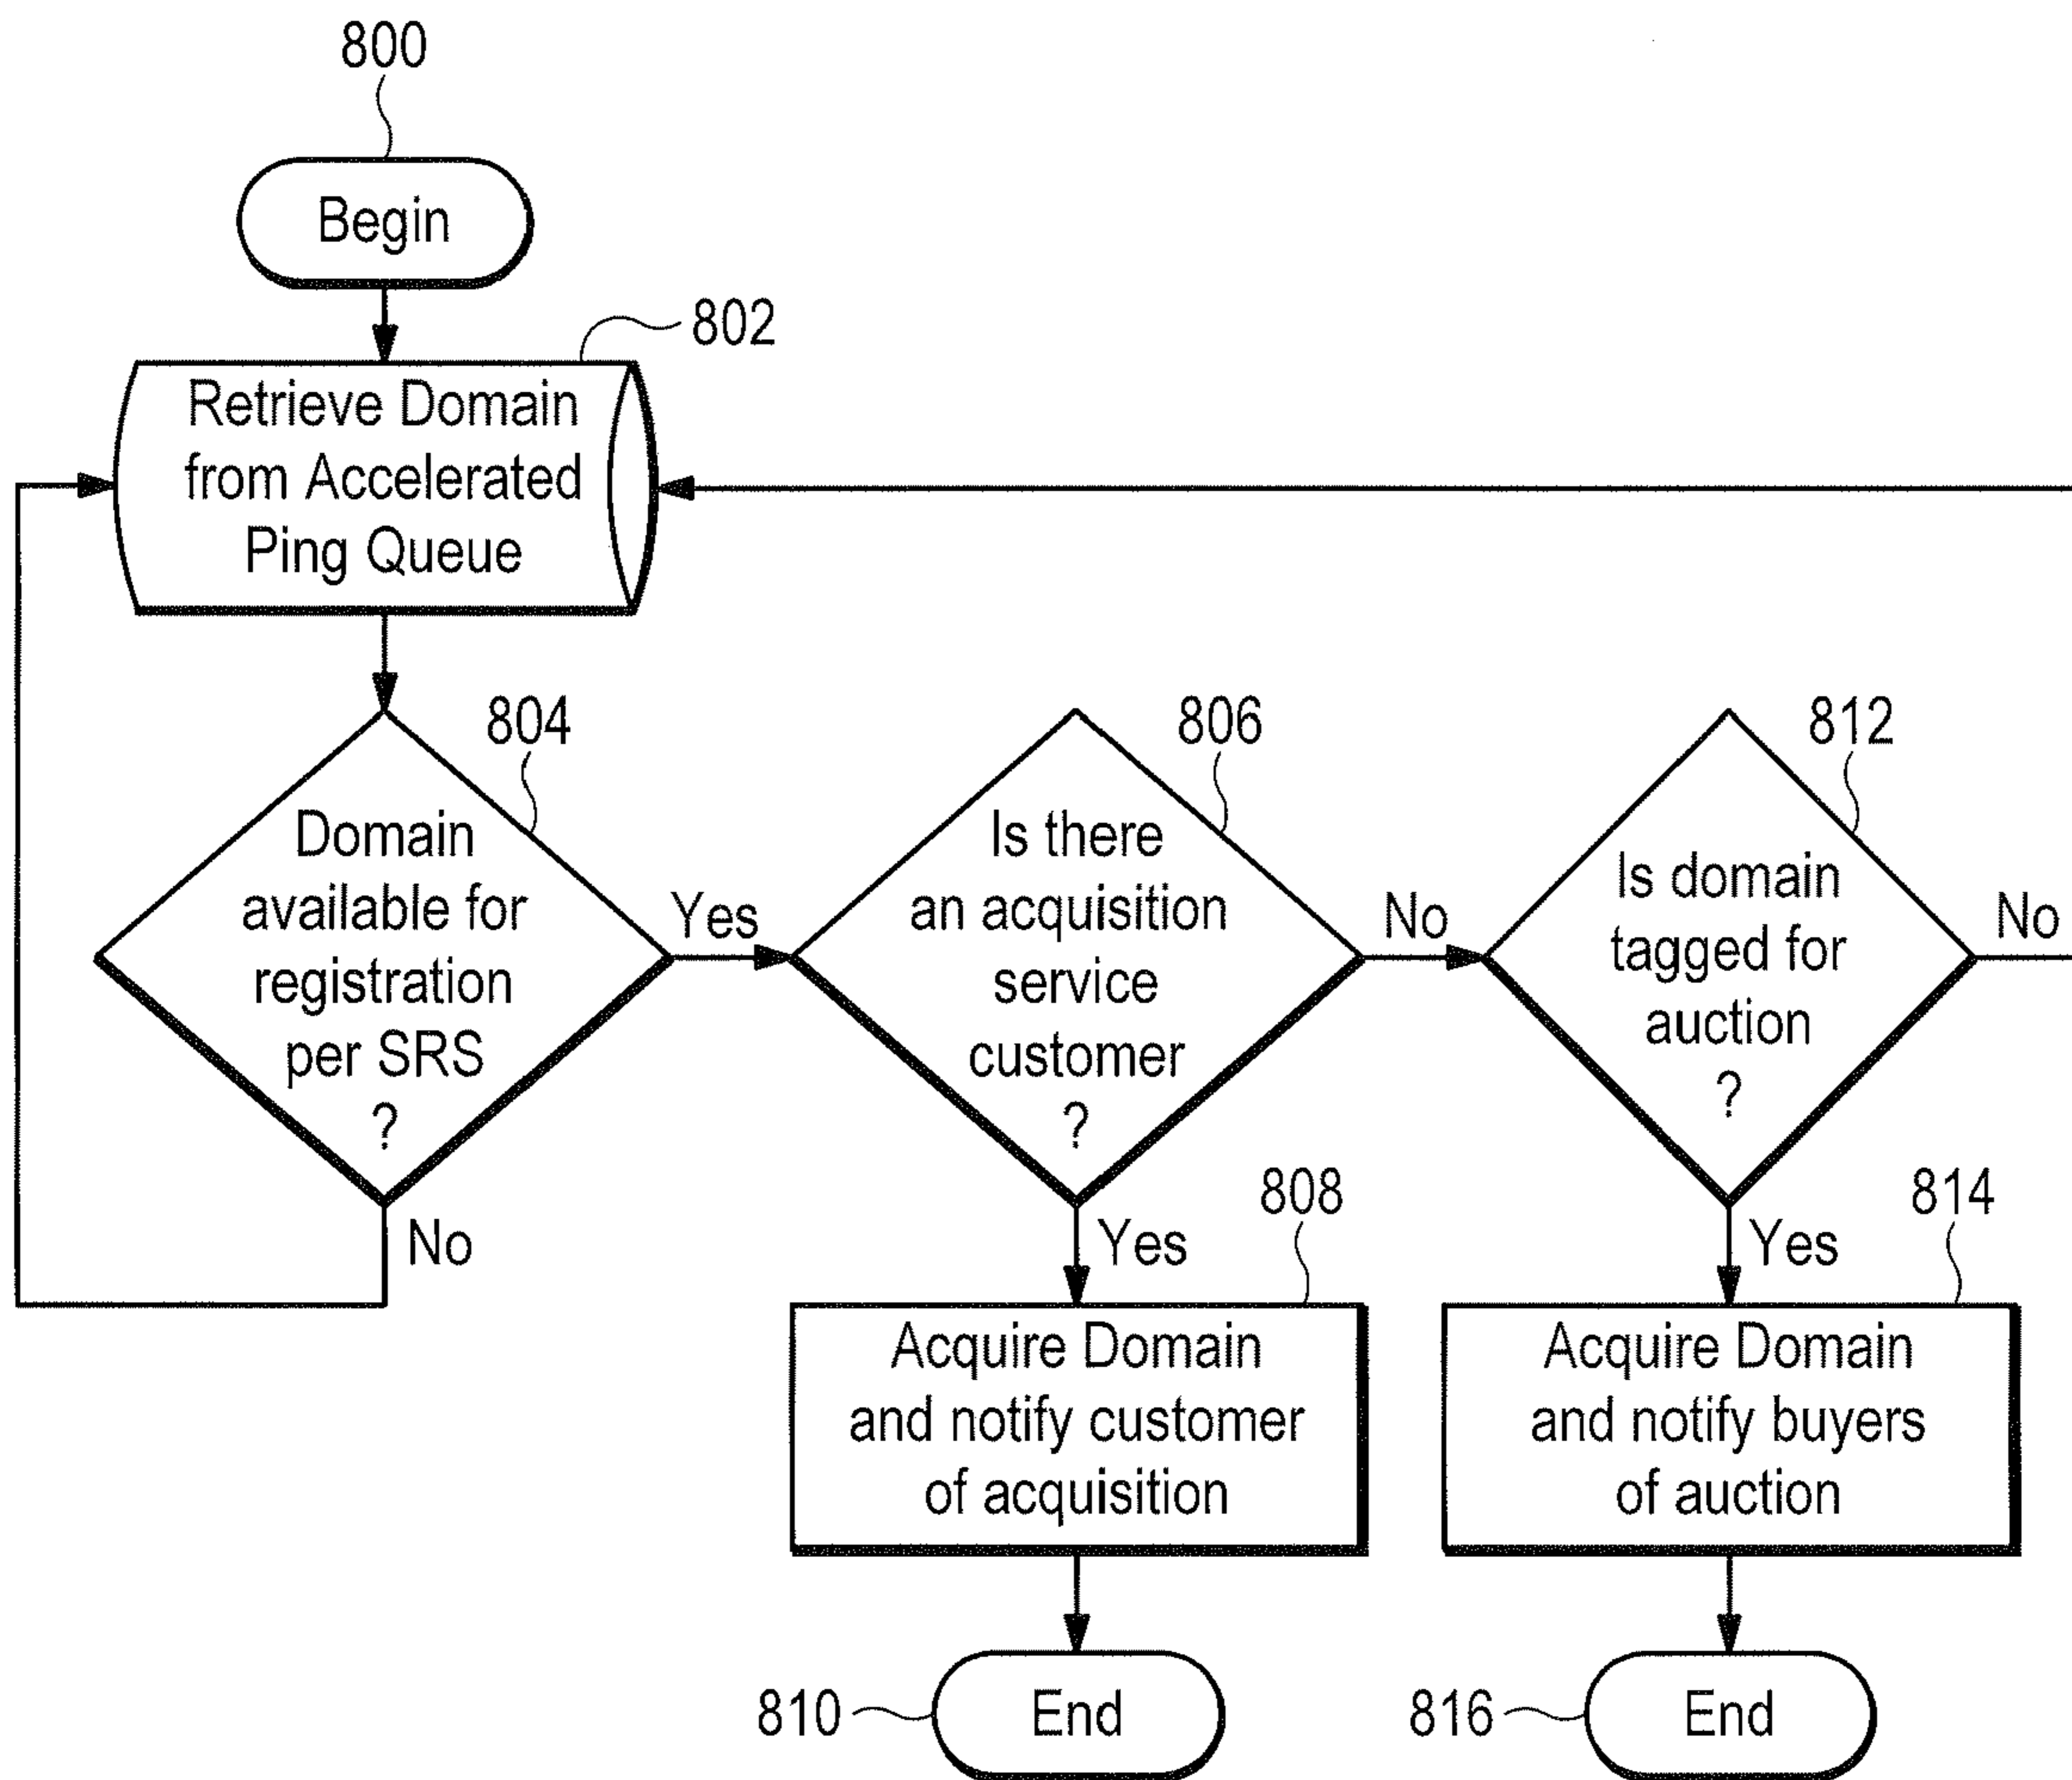 800
Begin
802
Retrieve Domain
from Accelerated
Ping Queue
804
Domain
available for
registration
per SRS
?
Yes
No
806
Is there
an acquisition
service
customer
?
No
Yes
812
Is domain
tagged for
auction
?
No
Yes
808
Acquire Domain
and notify customer
of acquisition
814
Acquire Domain
and notify buyers
of auction
810
End
816
End